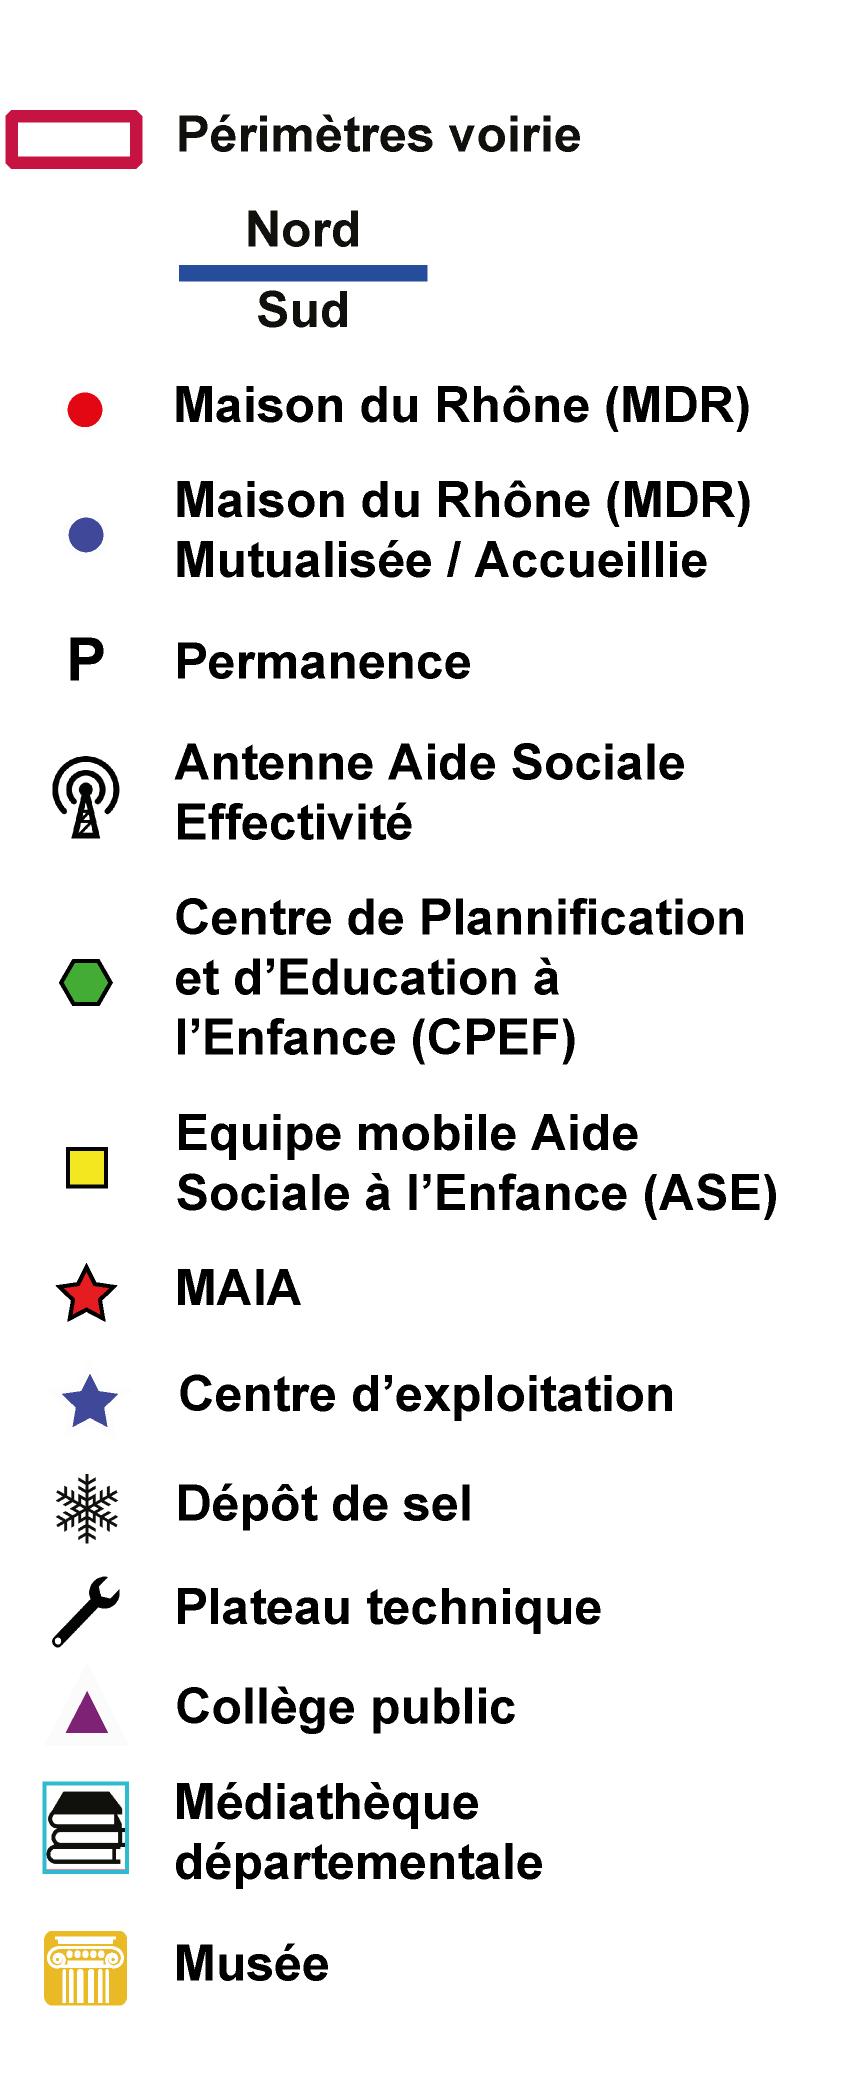 Périmètres voirie
Nord
Sud
Maison du Rhône (MDR)
Maison du Rhône (MDR)
Mutualisée / Accueillie
P Permanence
Antenne Aide Sociale
Effectivité
Centre de Plannification
et d’Education à
l’Enfance (CPEF)
Equipe mobile Aide
Sociale à l’Enfance (ASE)
MAIA
Centre d’exploitation
Dépôt de sel
Plateau technique
Collège public
Médiathèque
départementale
Musée